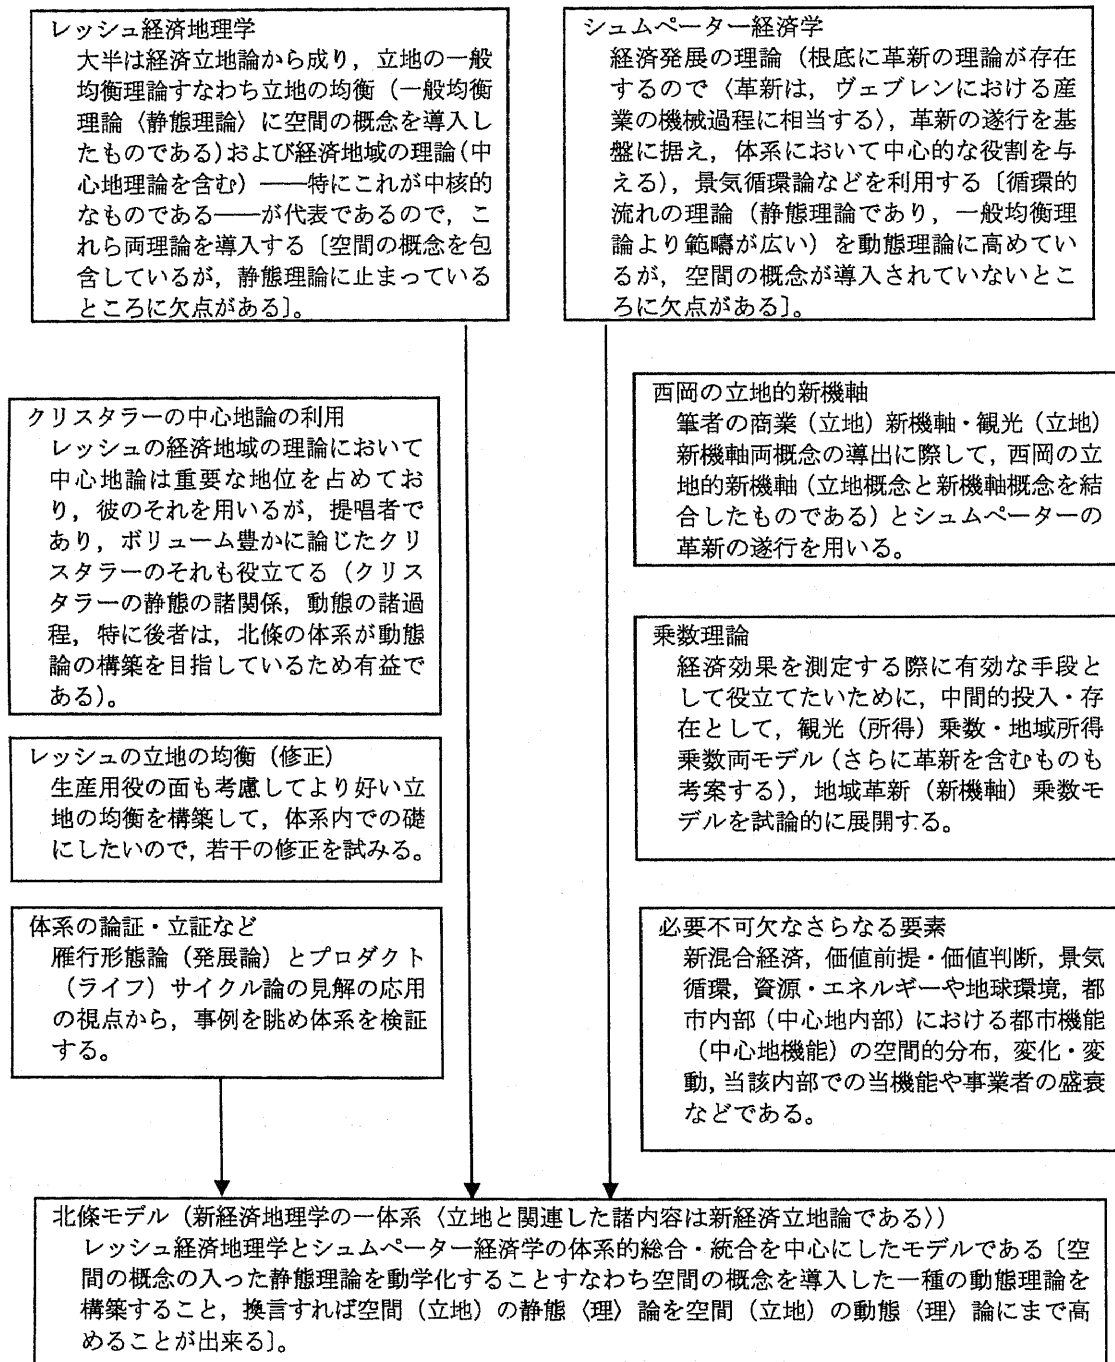 レッシュ経済地理学
大半は経済立地論から成り，立地の一般
均衡理論すなわち立地の均衡（一般均衡
理論〈静態理論〉に空間の概念を導入し
たものである）および経済地域の理論（中
心地理論を含む）――特にこれが中核的
なものである――が代表であるので，こ
れら両理論を導入する〔空間の概念を包
含しているが，静態理論に止まっている
ところに欠点がある〕。
シュムペーター経済学
経済発展の理論（根底に革新の理論が存在
するので〈革新は，ヴェブレンにおける産
業の機械過程に相当する〉，革新の遂行を基
盤に据え，体系において中心的な役割を与
える），景気循環論などを利用する〔循環的
流れの理論（静態理論であり，一般均衡理
論より範疇が広い）を動態理論に高めてい
るが，空間の概念が導入されていないとこ
ろに欠点がある〕。
クリスタラーの中心地論の利用
レッシュの経済地域の理論において
中心地論は重要な地位を占めてお
り，彼のそれを用いるが，提唱者で
あり，ボリューム豊かに論じたクリ
スタラーのそれも役立てる（クリス
タラーの静態の諸関係，動態の諸過
程，特に後者は，北條の体系が動態
論の構築を目指しているため有益で
ある）。
レッシュの立地の均衡（修正）
生産用役の面も考慮してより好い立
地の均衡を構築して，体系内での礎
にしたいので，若干の修正を試みる。
体系の論証・立証など
雁行形態論（発展論）とプロダクト
（ライフ）サイクル論の見解の応用
の視点から，事例を眺め体系を検証
する。
西岡の立地的新機軸
筆者の商業（立地）新機軸・観光（立地）
新機軸両概念の導出に際して，西岡の立
地的新機軸（立地概念と新機軸概念を結
合したものである）とシュムペーターの
革新の遂行を用いる。
乗数理論
経済効果を測定する際に有効な手段と
して役立てたいために，中間的投入・存
在として，観光（所得）乗数・地域所得
乗数両モデル（さらに革新を含むものも
考案する），地域革新（新機軸）乗数モ
デルを試論的に展開する。
必要不可欠なさらなる要素
新混合経済，価値前提・価値判断，景気
循環，資源・エネルギーや地球環境，都
市内部（中心地内部）における都市機能
（中心地機能）の空間的分布，変化・変
動，当該内部での当機能や事業者の盛衰
などである。
北條モデル（新経済地理学の一体系〈立地と関連した諸内容は新経済立地論である〉）
レッシュ経済地理学とシュムペーター経済学の体系的総合・統合を中心にしたモデルである〔空
間の概念の入った静態理論を動学化することすなわち空間の概念を導入した一種の動態理論を
構築すること，換言すれば空間（立地）の静態〈理〉論を空間（立地）の動態〈理〉論にまで高
めることが出来る〕。